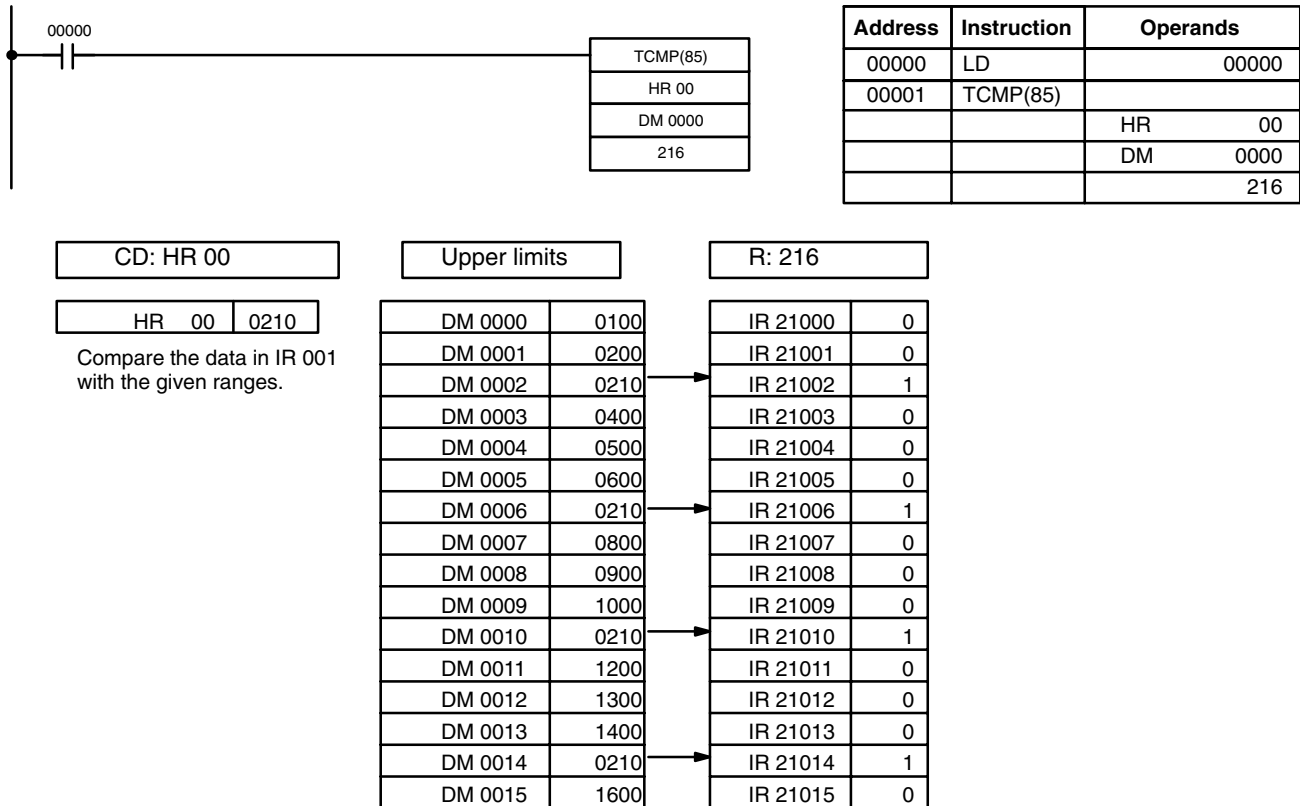 00000
TCMP(85)
HR 00
DM 0000
216
Address Instruction Operands
00000 LD 00000
00001 TCMP(85)
HR 00
DM 0000
216
CD: HR 00
HR 00 0210
Compare the data in IR 001
with the given ranges.
Upper limits
R: 216
DM 0000 0100 IR 21000 0
DM 0001 0200 IR 21001 0
DM 0002 0210 IR 21002 1
DM 0003 0400 IR 21003 0
DM 0004 0500 IR 21004 0
DM 0005 0600 IR 21005 0
DM 0006 0210 IR 21006 1
DM 0007 0800 IR 21007 0
DM 0008 0900 IR 21008 0
DM 0009 1000 IR 21009 0
DM 0010 0210 IR 21010 1
DM 0011 1200 IR 21011 0
DM 0012 1300 IR 21012 0
DM 0013 1400 IR 21013 0
DM 0014 0210 IR 21014 1
DM 0015 1600 IR 21015 0